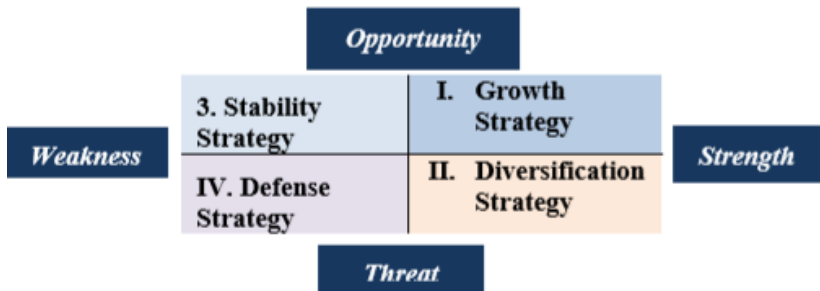 Opportunity
3. Stability
Strategy
I. Growth
Strategy
Weakness
Strength
IV. Defense
Strategy
II. Diversification
Strategy
Threat